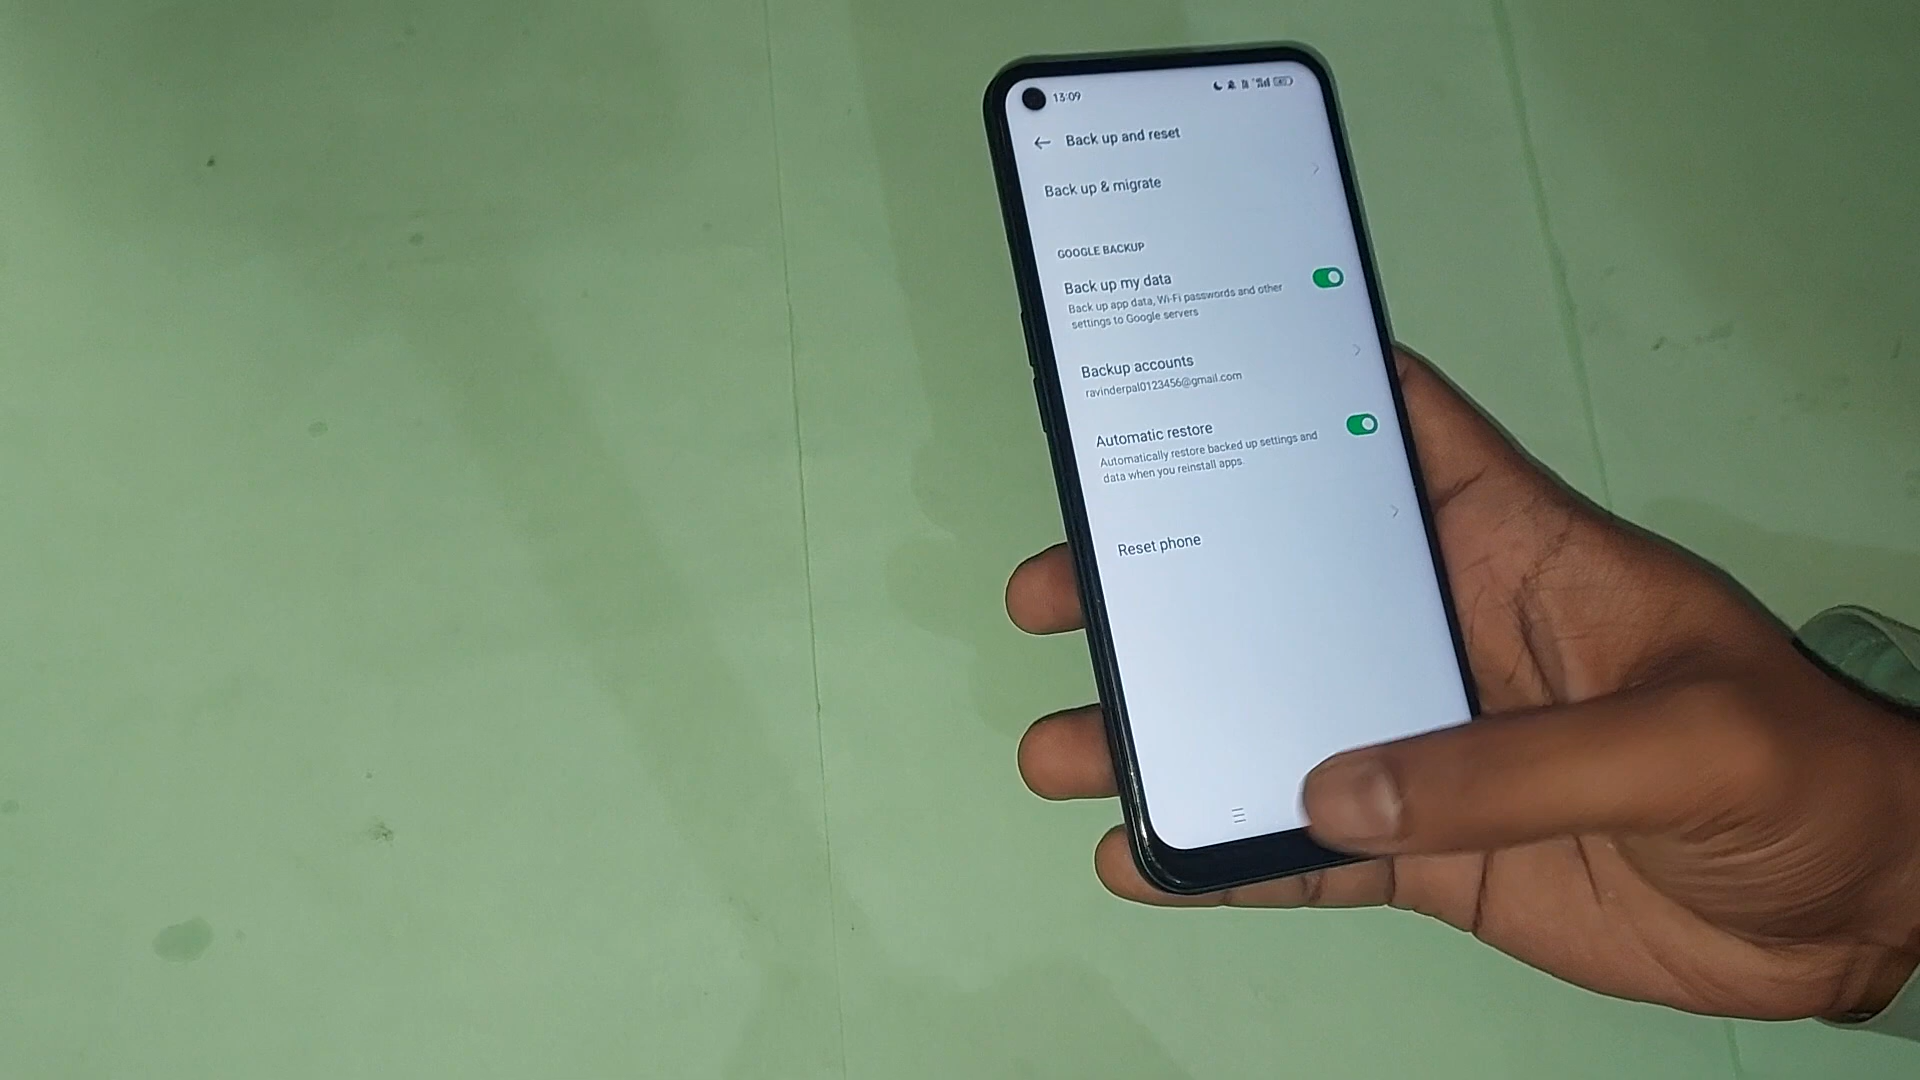 13:09
Back up and reset
Back up & migrate
GOOGLE BACKUP
Back up my data
Back up app data, Wi-Fi passwords and other
settings to Google servers
Backup accounts
ravinderpal0123456@gmail.com
Automatic restore
Automatically restore backed up settings and
data when you reinstall apps
Reset phone